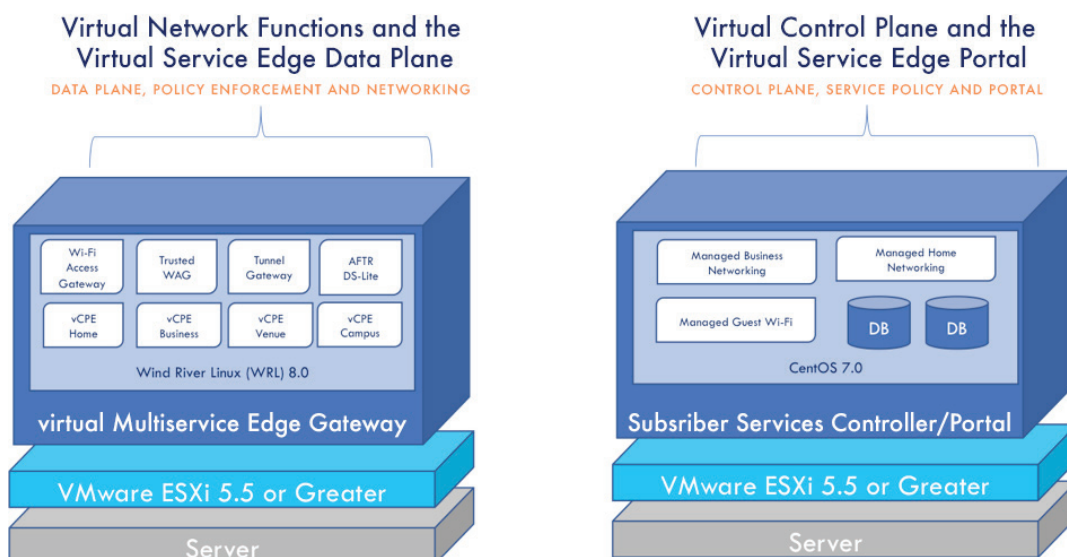 Virtual Network Functions and the
Virtual Service Edge Data Plane
DATA PLANE, POLICY ENFORCEMENT AND NETWORKING
Wi-Fi
Access
Gateway
Trusted
WAG
Tunnel
Gateway
AFTR
DS-Lite
vCPE
Home
vCPE
Business
vCPE
Venue
vCPE
Campus
Wind River Linux (WRL) 8.0
virtual Multiservice Edge Gateway
VMware ESXi 5.5 or Greater
Server
Virtual Control Plane and the
Virtual Service Edge Portal
CONTROL PLANE, SERVICE POLICY AND PORTAL
Managed Business
Networking
Managed Home
Networking
Managed Guest Wi-Fi
DB
DB
CentOS 7.0
Subsriber Services Controller/Portal
VMware ESXi 5.5 or Greater
Server